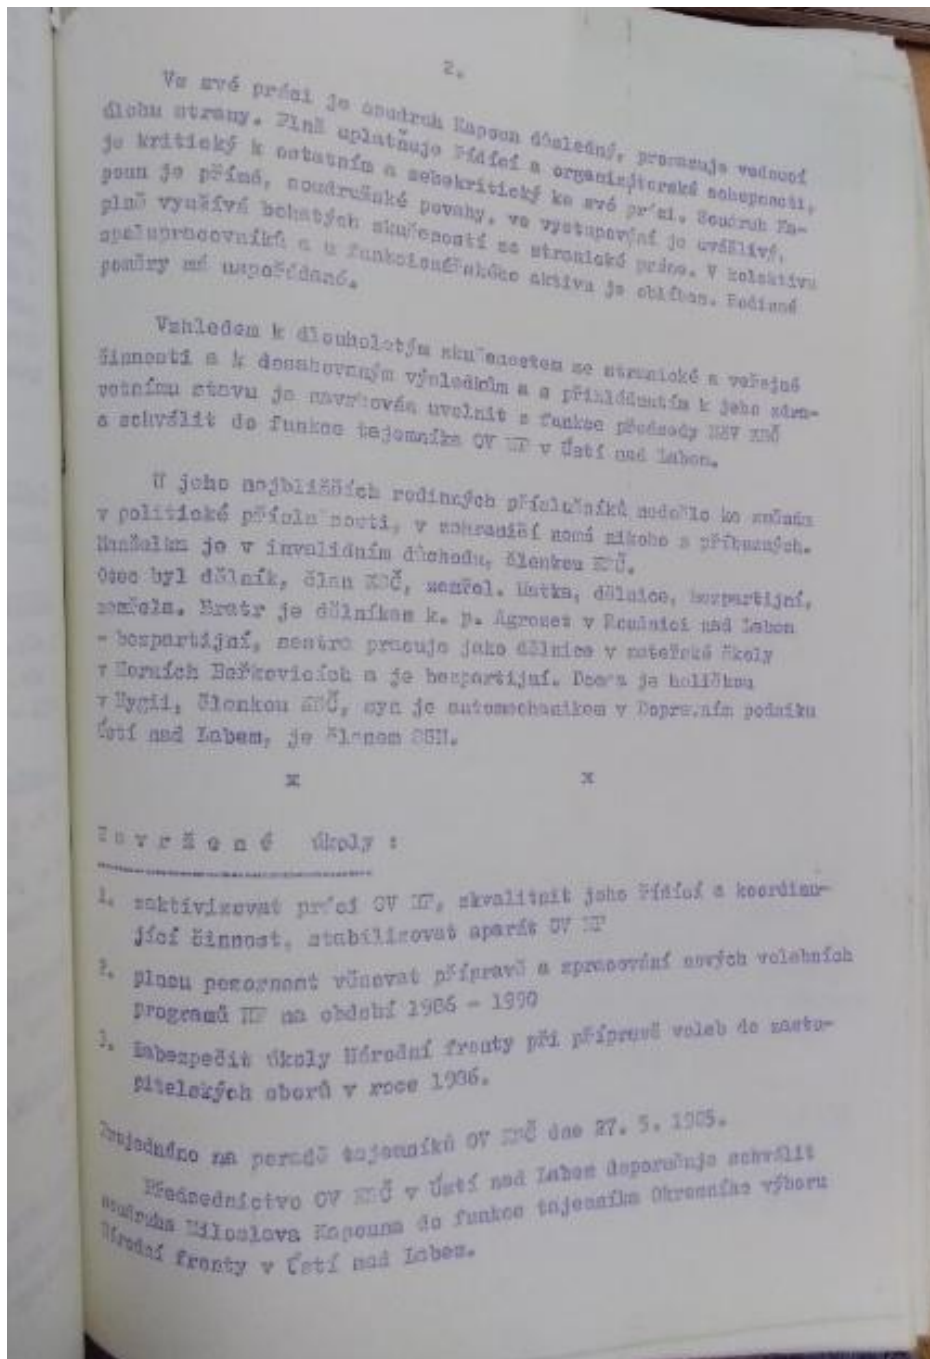 2.
Ve své práci je soudruh Kapoun důsledný, prosazuje vedoucí
úlohu strany. Plně uplatňuje řídící a organizátorské schopnosti,
je kritický k ostatním a sebekritický ke své práci. Soudruh Ka-
poun je přímé, soudružské povahy, ve vystupování je uvážlivý,
plně využívá bohatých zkušeností ze stranické práce. V kolektivu
spolupracovníků a u funkcionářského aktivu je oblíben. Rodinné
poměry má uspořádané.
Vzhledem k dlouholetým zkušenostem ze stranické a veřejné
činnosti a k dosahovaným výsledkům a s přihlédnutím k jeho zdra-
votnímu stavu je navrhován uvolnit z funkce předsedy KSČ
a schválit do funkce tajemníka OV NF v Ústí nad Labem.
U jeho nejbližších rodinných příslušníků nedošlo ke změnám
v politické příslušnosti, v zahraničí nemá nikoho z příbuzných.
Manželka je v invalidním důchodu, členkou KSČ.
Otec byl dělník, člen KSČ, zemřel. Matka, dělnice, bezpartijní,
zemřela. Bratr je dělníkem k. p. Agrozet v Roudnici nad Labem
- bezpartijní, sestra pracuje jako dělnice v mateřské školy
v Horních Beřkovicích a je bezpartijní. Dcera je holičkou
v Hygii, členkou KSČ, syn je automechanikem v Dopravním podniku
Ústí nad Labem, je členem SSM.
x x
N a v r ž e n é úkoly :
1. zaktivizovat práci OV NF, zkvalitnit jeho řídící a koordinu-
jící činnost, stabilizovat aparát OV NF
2. plnou pozornost věnovat přípravě a zpracování nových volebních
programů NF na období 1986 - 1990
3. Zabezpečit úkoly Národní fronty při přípravě voleb do zastu-
pitelských sborů v roce 1986.
Projednáno na poradě tajemníků OV KSČ dne 27. 5. 1985.
Předsednictvo OV KSČ v Ústí nad Labem doporučuje schválit
soudruha Miloslava Kapouna do funkce tajemníka Okresního výboru
Národní fronty v Ústí nad Labem.